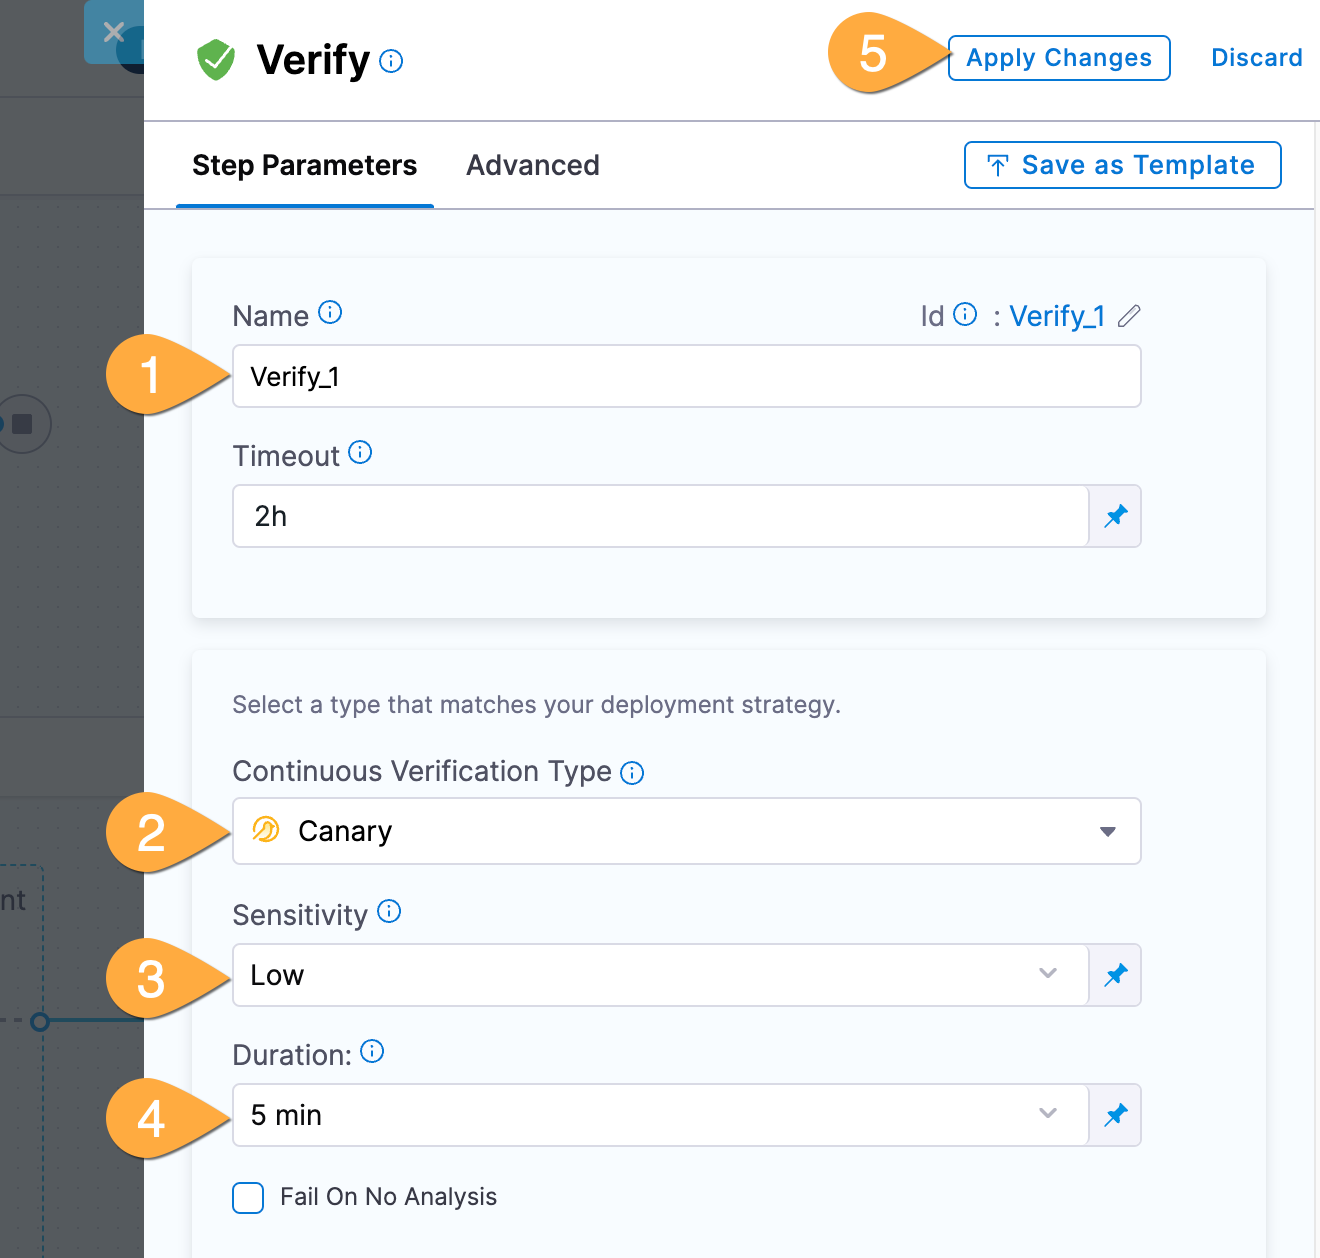 Verify
5
Apply Changes
Discard
Step Parameters
Advanced
Save as Template
Name
Id : Verify_1
1
Verify_1
Timeout
2h
Select a type that matches your deployment strategy.
Continuous Verification Type
2
Canary
nt
Sensitivity
3
Low
Duration:
4
5 min
Fail On No Analysis